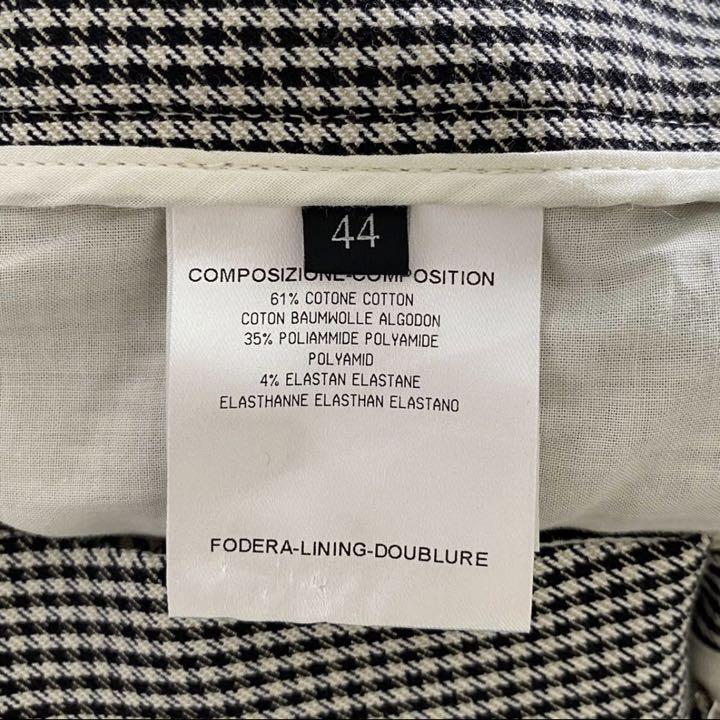 44
COMPOSIZIONE-COMPOSITION
61% COTONE COTTON
COTON BAUMWOLLE ALGODON
35% POLIAMMIDE POLYAMIDE
POLYAMID
4% ELASTAN ELASTANE
ELASTHANNE ELASTHAN ELASTANO
FODERA-LINING-DOUBLURE